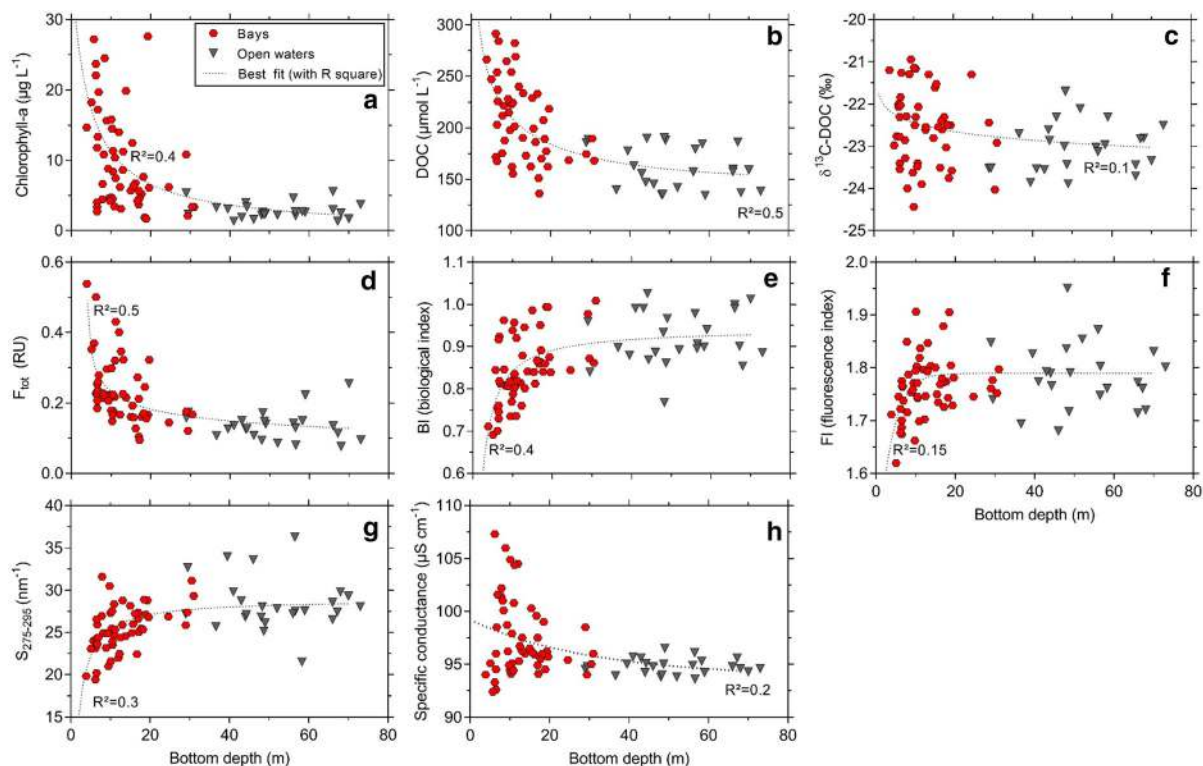 Bays
Open waters
Best fit (with R square)
a
Chlorophyll-a (µg L⁻¹)
30
20
10
0
R²=0.4
b
DOC (µmol L⁻¹)
300
250
200
150
100
R²=0.5
c
δ¹³C-DOC (‰)
-20
-21
-22
-23
-24
-25
R²=0.1
d
Ftot (RU)
0.6
0.4
0.2
0.0
R²=0.5
e
BI (biological index)
1.1
1.0
0.9
0.8
0.7
0.6
R²=0.4
f
FI (fluorescence index)
2.0
1.9
1.8
1.7
1.6
R²=0.15
0 20 40 60 80
Bottom depth (m)
g
S275-295 (nm⁻¹)
40
35
30
25
20
15
R²=0.3
0 20 40 60 80
Bottom depth (m)
h
Specific conductance (µS cm⁻¹)
110
105
100
95
90
R²=0.2
0 20 40 60 80
Bottom depth (m)